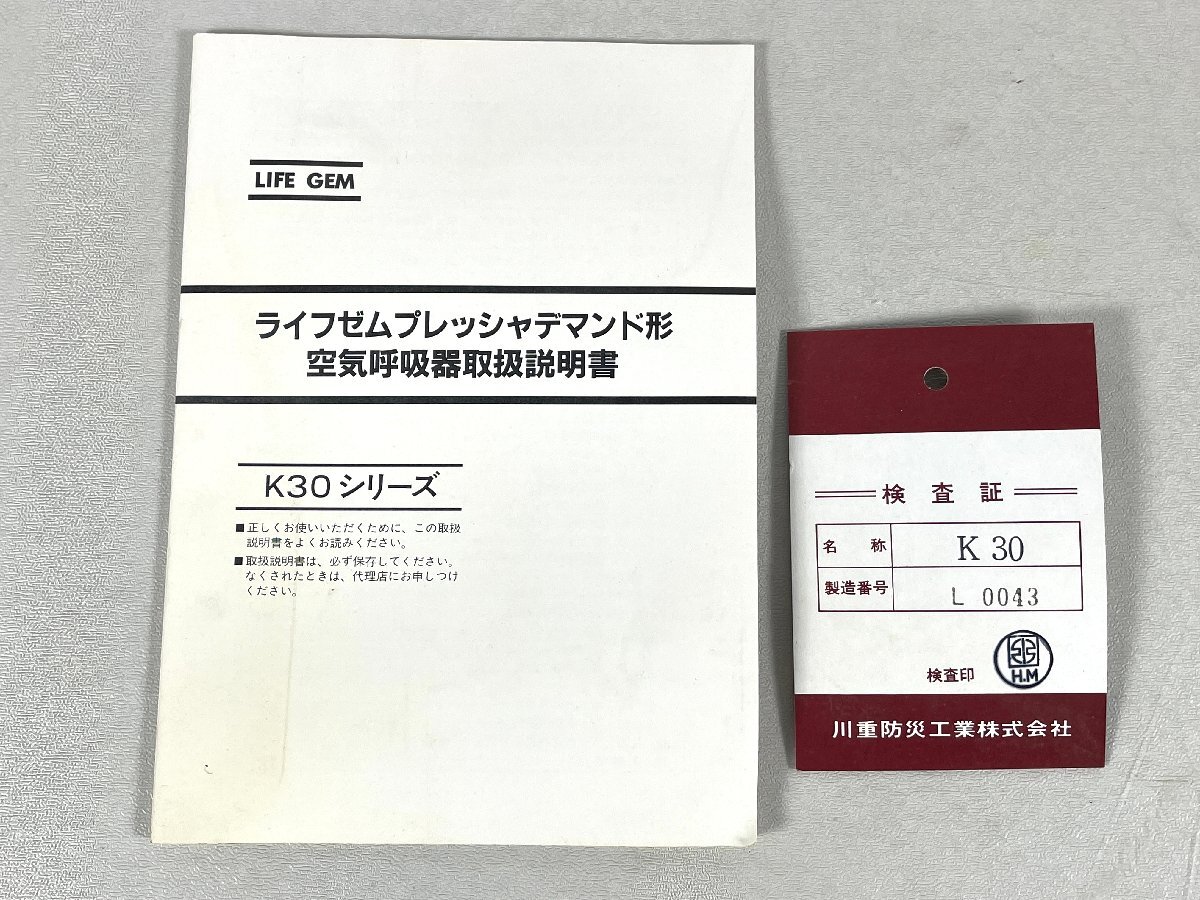 LIFE GEM
ライフゼムプレッシャデマンド形
空気呼吸器取扱説明書
K30シリーズ
■正しくお使いいただくために、この取扱
説明書をよくお読みください。
■取扱説明書は、必ず保存してください。
なくされたときは、代理店にお申しつけ
ください。
検査証
名称 K 30
製造番号 L 0043
検査印
H.M
川重防災工業株式会社